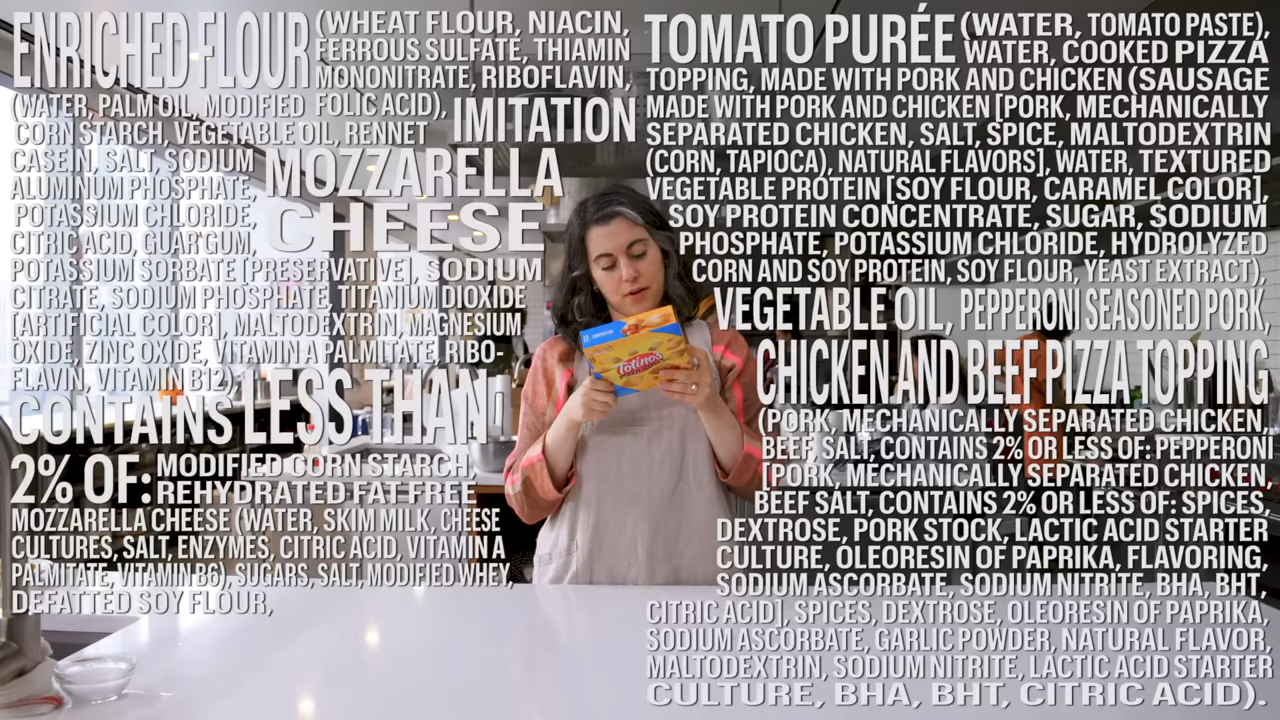 ENRICHED FLOUR (WHEAT FLOUR, NIACIN,
FERROUS SULFATE, THIAMIN
MONONITRATE, RIBOFLAVIN,
FOLIC ACID), IMITATION
MOZZARELLA
CHEESE
(WATER, PALM OIL, MODIFIED
CORN STARCH, VEGETABLE OIL, RENNET
CASEIN, SALT, SODIUM
ALUMINUM PHOSPHATE,
POTASSIUM CHLORIDE,
CITRIC ACID, GUAR GUM,
POTASSIUM SORBATE [PRESERVATIVE], SODIUM
CITRATE, SODIUM PHOSPHATE, TITANIUM DIOXIDE
[ARTIFICIAL COLOR], MALTODEXTRIN, MAGNESIUM
OXIDE, ZINC OXIDE, VITAMIN A PALMITATE, RIBO-
FLAVIN, VITAMIN B12),
CONTAINS LESS THAN
2% OF: MODIFIED CORN STARCH,
REHYDRATED FAT FREE
MOZZARELLA CHEESE (WATER, SKIM MILK, CHEESE
CULTURES, SALT, ENZYMES, CITRIC ACID, VITAMIN A
PALMITATE, VITAMIN B6), SUGARS, SALT, MODIFIED WHEY,
DEFATTED SOY FLOUR,
TOMATO PURÉE (WATER, TOMATO PASTE),
WATER, COOKED PIZZA
TOPPING, MADE WITH PORK AND CHICKEN (SAUSAGE
MADE WITH PORK AND CHICKEN [PORK, MECHANICALLY
SEPARATED CHICKEN, SALT, SPICE, MALTODEXTRIN
(CORN, TAPIOCA), NATURAL FLAVORS], WATER, TEXTURED
VEGETABLE PROTEIN [SOY FLOUR, CARAMEL COLOR],
SOY PROTEIN CONCENTRATE, SUGAR, SODIUM
PHOSPHATE, POTASSIUM CHLORIDE, HYDROLYZED
CORN AND SOY PROTEIN, SOY FLOUR, YEAST EXTRACT),
VEGETABLE OIL, PEPPERONI SEASONED PORK,
CHICKEN AND BEEF PIZZA TOPPING
(PORK, MECHANICALLY SEPARATED CHICKEN,
BEEF, SALT, CONTAINS 2% OR LESS OF: PEPPERONI
[PORK, MECHANICALLY SEPARATED CHICKEN,
BEEF SALT, CONTAINS 2% OR LESS OF: SPICES,
DEXTROSE, PORK STOCK, LACTIC ACID STARTER
CULTURE, OLEORESIN OF PAPRIKA, FLAVORING,
SODIUM ASCORBATE, SODIUM NITRITE, BHA, BHT,
CITRIC ACID], SPICES, DEXTROSE, OLEORESIN OF PAPRIKA,
SODIUM ASCORBATE, GARLIC POWDER, NATURAL FLAVOR,
MALTODEXTRIN, SODIUM NITRITE, LACTIC ACID STARTER
CULTURE, BHA, BHT, CITRIC ACID).
Totino's